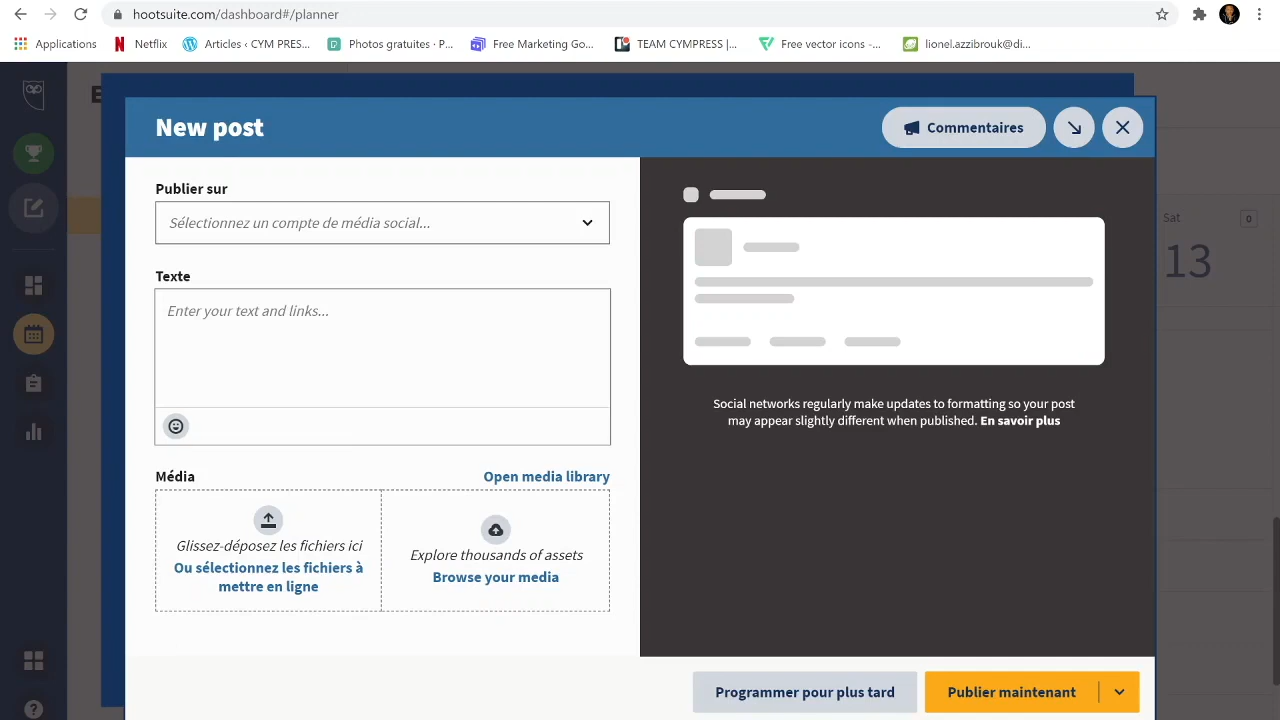 hootsuite.com/dashboard#/planner
Applications
Netflix
Articles ‹ CYM PRES...
Photos gratuites · P...
Free Marketing Go...
TEAM CYMPRES | ...
Free vector icons -...
lionel.azzibrouk@di...
New post
Commentaires
Publier sur
Sélectionnez un compte de média social...
Texte
Enter your text and links...
Média
Open media library
Glissez-déposez les fichiers ici
Ou sélectionnez les fichiers à
mettre en ligne
Explore thousands of assets
Browse your media
Social networks regularly make updates to formatting so your post
may appear slightly different when published. En savoir plus
Sat
0
13
Programmer pour plus tard
Publier maintenant